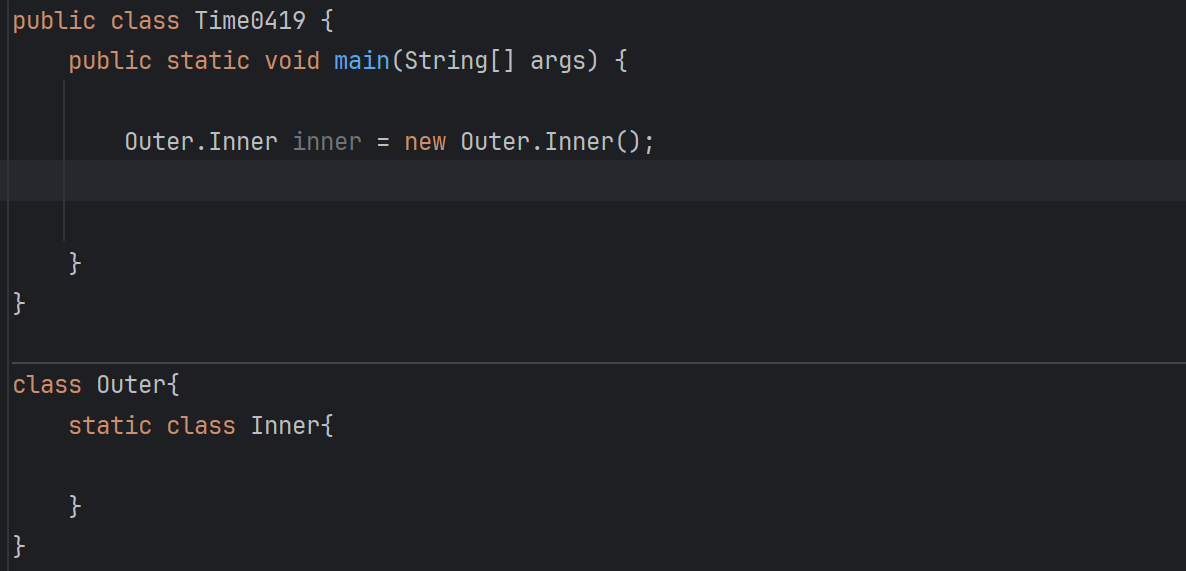 public class Time0419 {
    public static void main(String[] args) {
        Outer.Inner inner = new Outer.Inner();
    }
}
class Outer{
    static class Inner{
    }
}